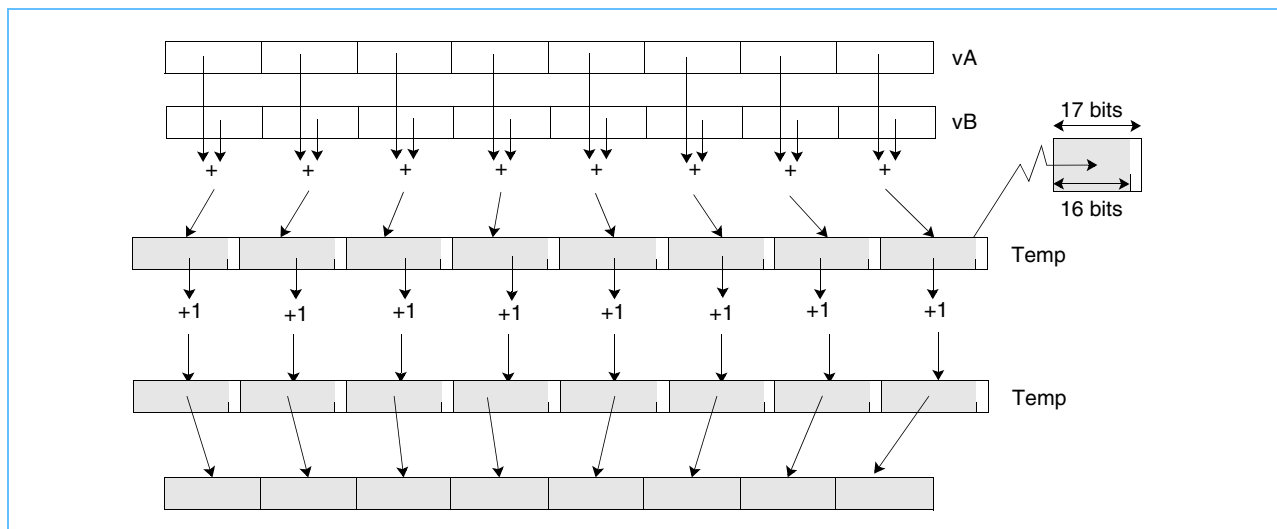 vA
vB
17 bits
+ + + + + + + +
16 bits
Temp
+1 +1 +1 +1 +1 +1 +1 +1
Temp